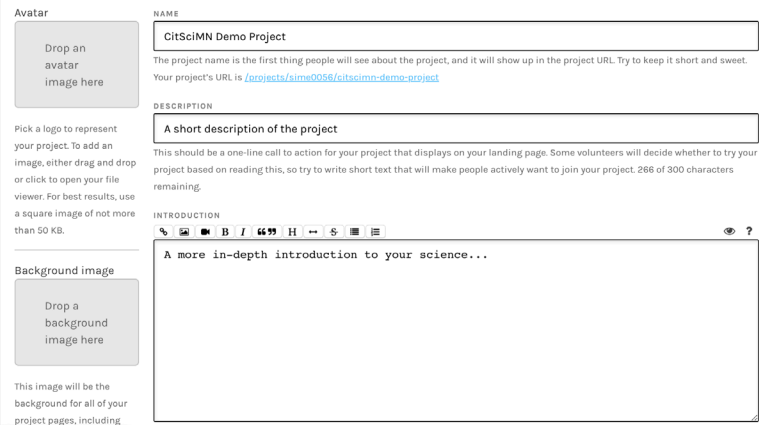 Avatar
Drop an
avatar
image here
Pick a logo to represent
your project. To add an
image, either drag and drop
or click to open your file
viewer. For best results, use
a square image of not more
than 50 KB.
Background image
Drop a
background
image here
This image will be the
background for all of your
project pages, including
NAME
CitSciMN Demo Project
The project name is the first thing people will see about the project, and it will show up in the project URL. Try to keep it short and sweet.
Your project's URL is /projects/sime0056/citscimn-demo-project
DESCRIPTION
A short description of the project
This should be a one-line call to action for your project that displays on your landing page. Some volunteers will decide whether to try your
project based on reading this, so try to write short text that will make people actively want to join your project. 266 of 300 characters
remaining.
INTRODUCTION
B I H S ?
A more in-depth introduction to your science...